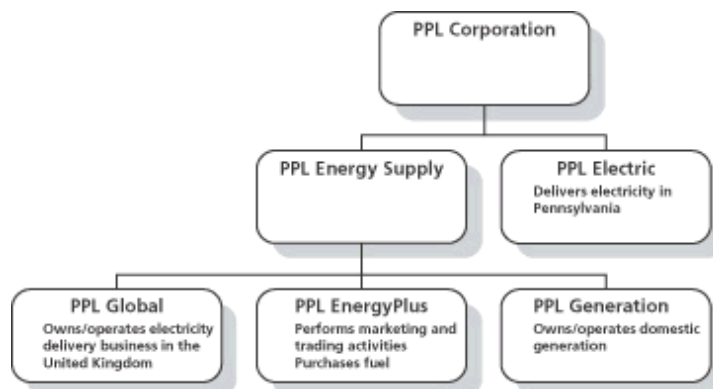 PPL Corporation
PPL Energy Supply
PPL Electric
Delivers electricity in
Pennsylvania
PPL Global
Owns/operates electricity
delivery business in the
United Kingdom
PPL EnergyPlus
Performs marketing and
trading activities
Purchases fuel
PPL Generation
Owns/operates domestic
generation